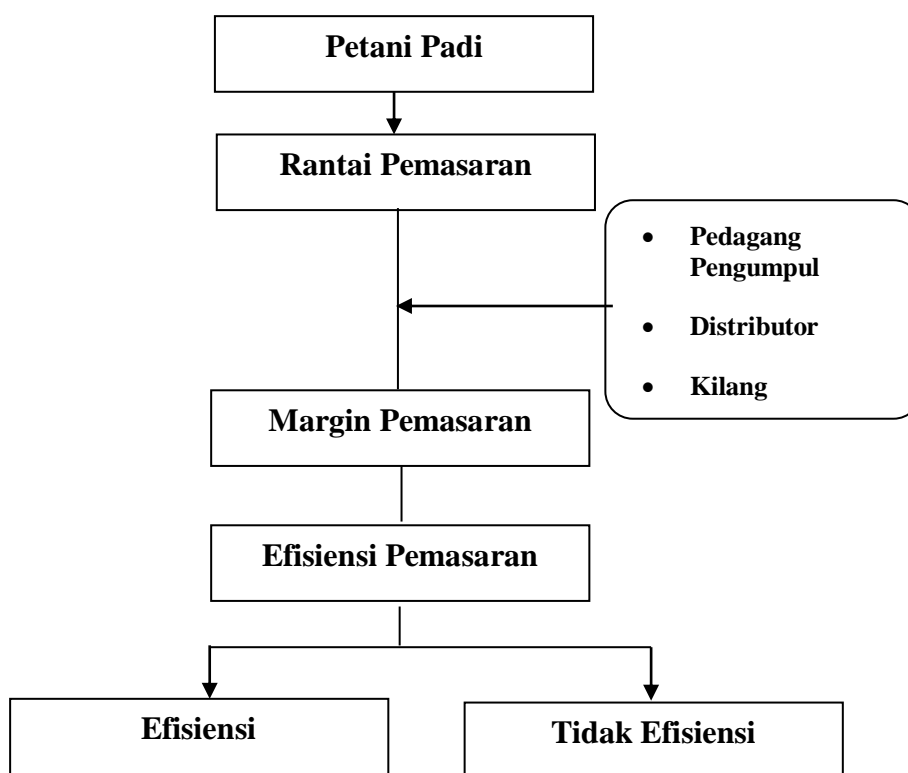 Petani Padi
Rantai Pemasaran
• Pedagang
Pengumpul
• Distributor
• Kilang
Margin Pemasaran
Efisiensi Pemasaran
Efisiensi
Tidak Efisiensi